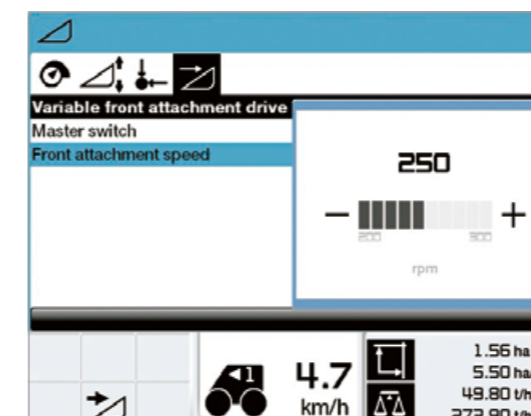 Variable front attachment drive
Master switch
Front attachment speed
250
− +
200 300
rpm
1
4.7
km/h
1.56 ha
5.50 ha/
49.80 t/h